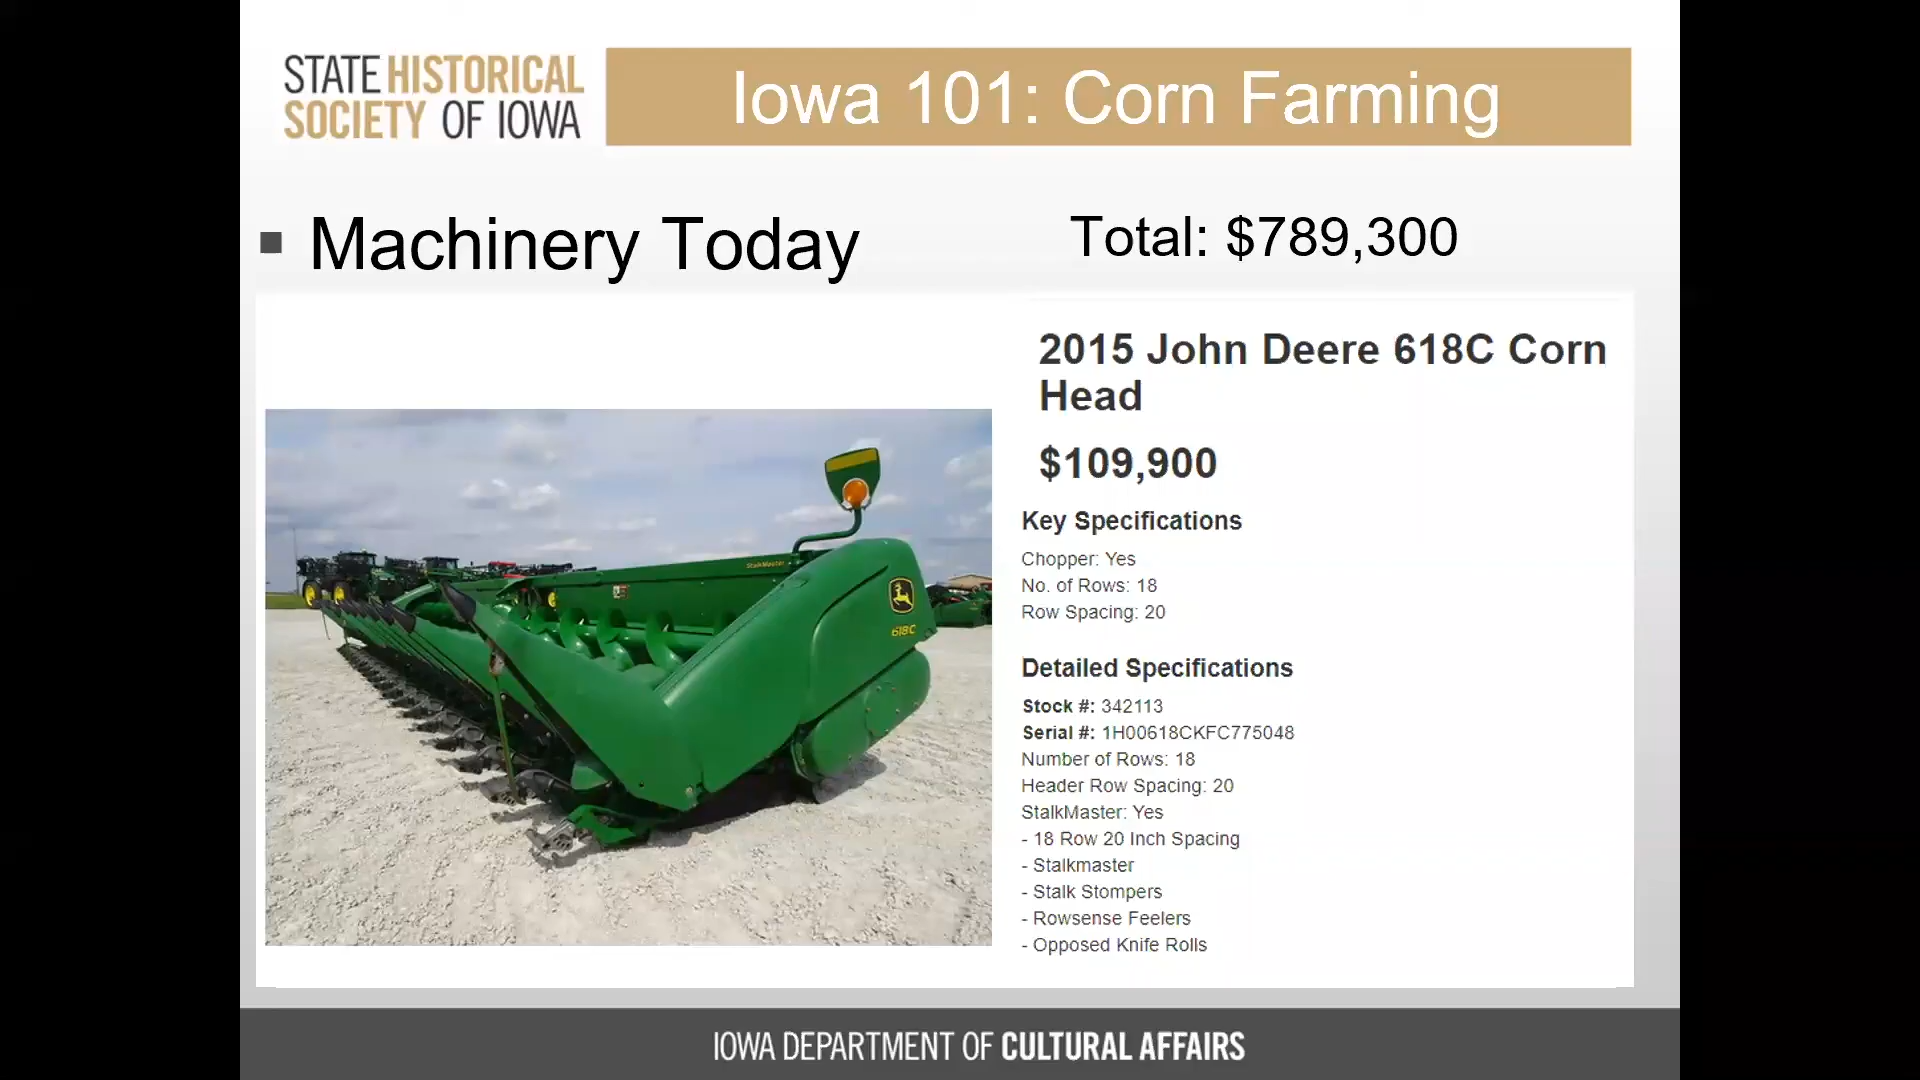 STATE HISTORICAL
SOCIETY OF IOWA
Iowa 101: Corn Farming
▪ Machinery Today
Total: $789,300
StalkMaster
618C
2015 John Deere 618C Corn
Head
$109,900
Key Specifications
Chopper: Yes
No. of Rows: 18
Row Spacing: 20
Detailed Specifications
Stock #: 342113
Serial #: 1H00618CKFC775048
Number of Rows: 18
Header Row Spacing: 20
StalkMaster: Yes
- 18 Row 20 Inch Spacing
- Stalkmaster
- Stalk Stompers
- Rowsense Feelers
- Opposed Knife Rolls
IOWA DEPARTMENT OF CULTURAL AFFAIRS